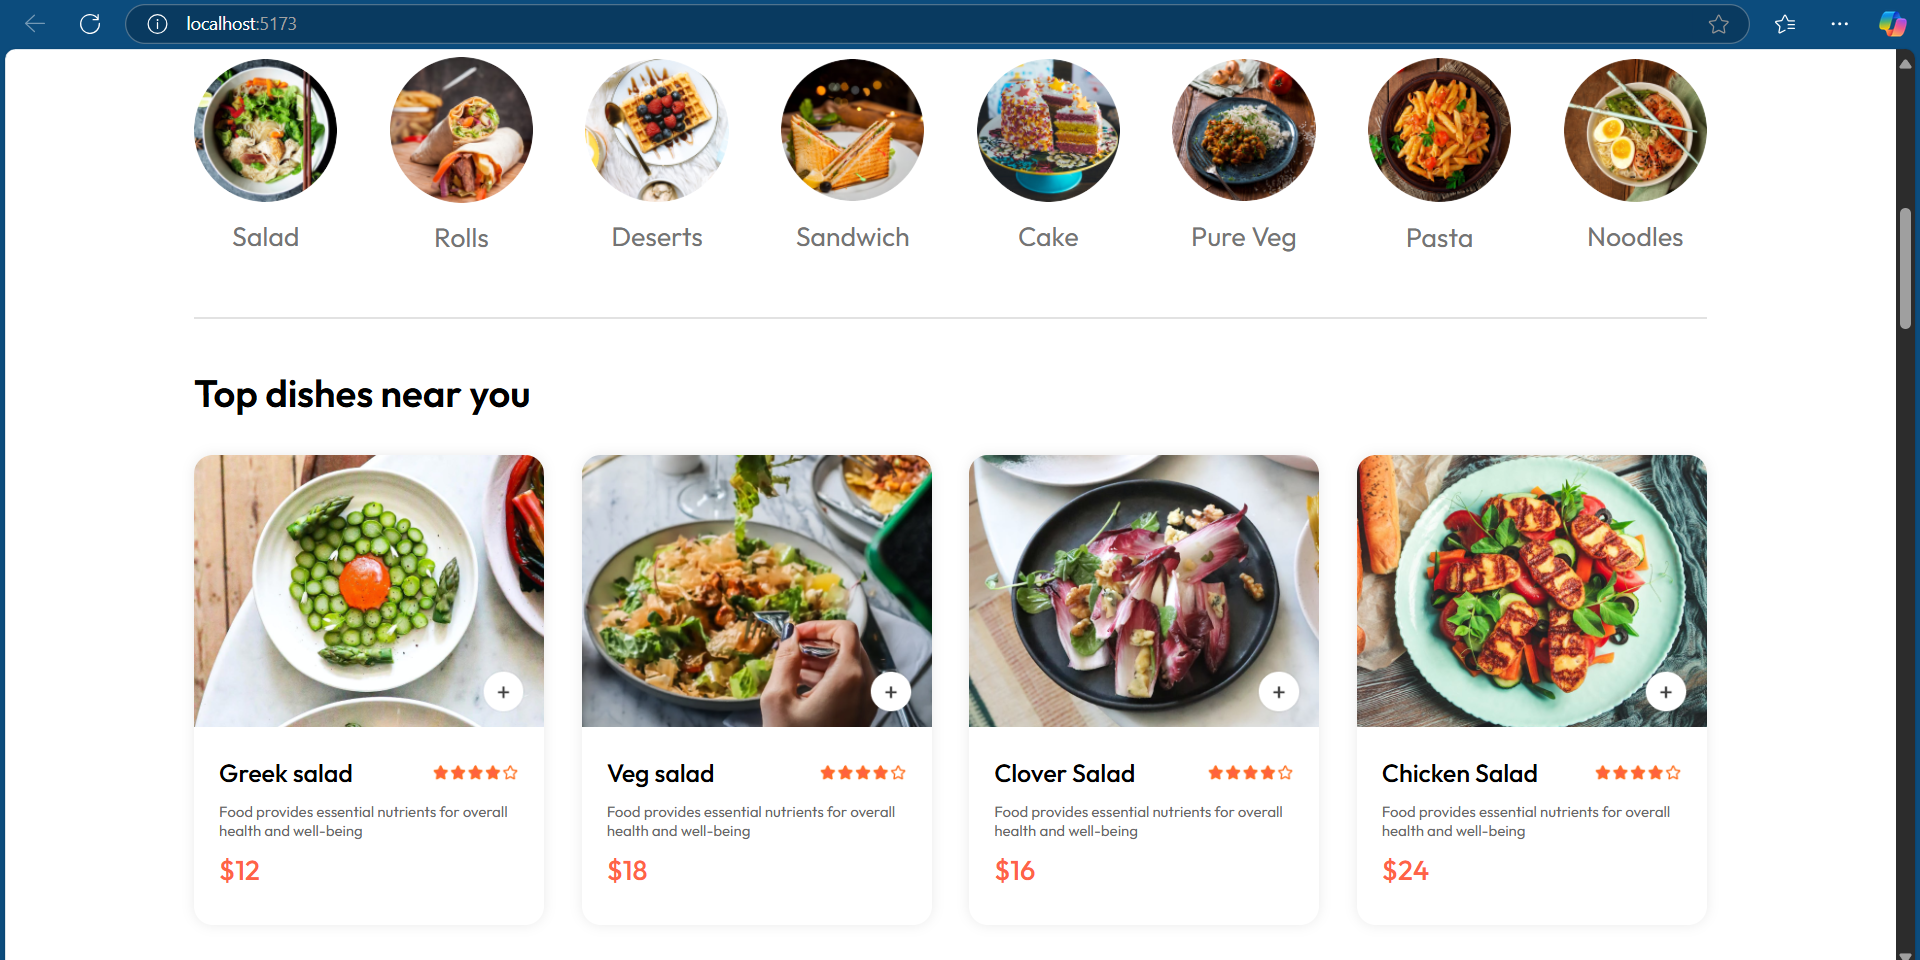 localhost:5173
Salad
Rolls
Deserts
Sandwich
Cake
Pure Veg
Pasta
Noodles
Top dishes near you
Greek salad
Food provides essential nutrients for overall
health and well-being
$12
Veg salad
Food provides essential nutrients for overall
health and well-being
$18
Clover Salad
Food provides essential nutrients for overall
health and well-being
$16
Chicken Salad
Food provides essential nutrients for overall
health and well-being
$24